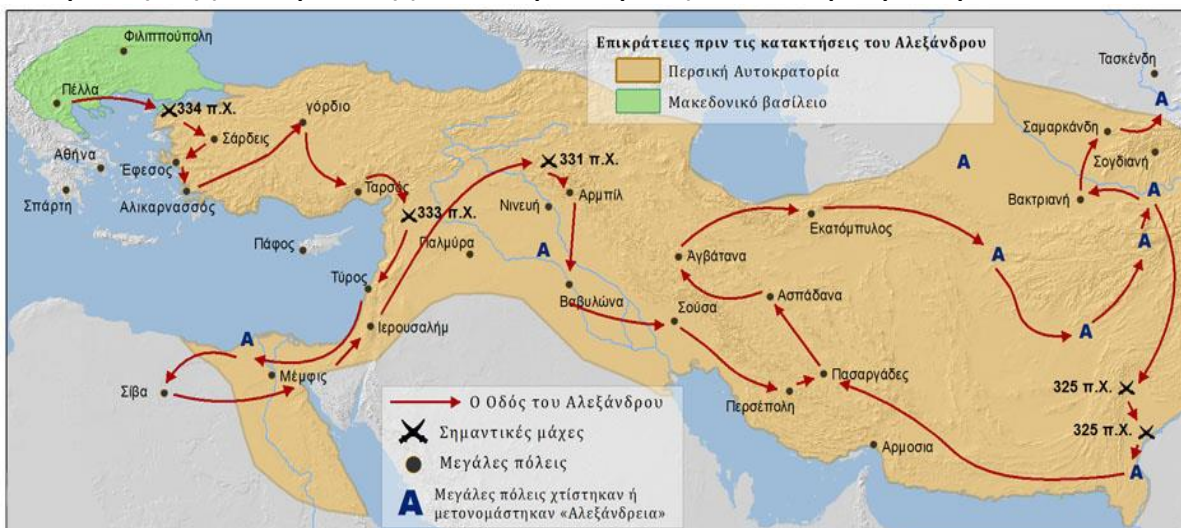 Φιλιππούπολη
Πέλλα
334 π.Χ.
γόρδιο
Σάρδεις
Αθήνα
Έφεσος
Σπάρτη
Αλικαρνασσός
Ταρσός
333 π.Χ.
Πάφος
Παλμύρα
Τύρος
Ιερουσαλήμ
Μέμφις
Σίβα
331 π.Χ.
Αρμπίλ
Νινευή
Βαβυλώνα
Σούσα
Ἀγβάτανα
Ασπάδανα
Εκατόμπυλος
Πασαργάδες
Περσέπολη
Αρμοσια
Τασκένδη
Σαμαρκάνδη
Σογδιανή
Βακτριανή
325 π.Χ.
325 π.Χ.
A
A
A
A
A
A
A
A
A
Επικράτειες πριν τις κατακτήσεις του Αλεξάνδρου
Περσική Αυτοκρατορία
Μακεδονικό βασίλειο
Ο Οδός του Αλεξάνδρου
Σημαντικές μάχες
Μεγάλες πόλεις
A Μεγάλες πόλεις χτίστηκαν ή
μετονομάστηκαν «Αλεξάνδρεια»